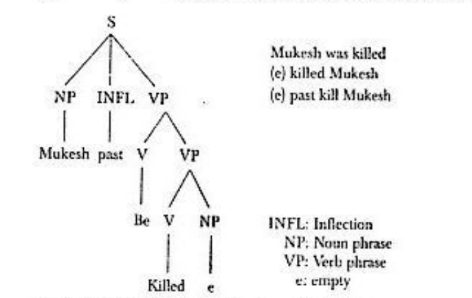 S
Mukesh was killed
(e) killed Mukesh
NP INFL VP
(e) past kill Mukesh
Mukesh past V VP
Be V NP
INFL: Inflection
NP: Noun phrase
VP: Verb phrase
Killed e
e: empty